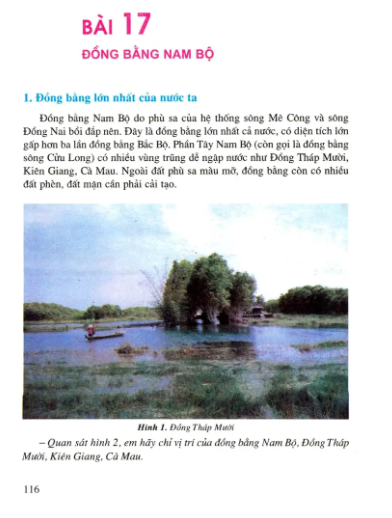 BÀI 17
ĐỒNG BẰNG NAM BỘ
1. Đồng bằng lớn nhất của nước ta
Đồng bằng Nam Bộ do phù sa của hệ thống sông Mê Công và sông
Đồng Nai bồi đắp nên. Đây là đồng bằng lớn nhất cả nước, có diện tích lớn
gấp hơn ba lần đồng bằng Bắc Bộ. Phần Tây Nam Bộ (còn gọi là đồng bằng
sông Cửu Long) có nhiều vùng trũng dễ ngập nước như Đồng Tháp Mười,
Kiên Giang, Cà Mau. Ngoài đất phù sa màu mỡ, đồng bằng còn có nhiều
đất phèn, đất mặn cần phải cải tạo.
Hình 1. Đồng Tháp Mười
– Quan sát hình 2, em hãy chỉ vị trí của đồng bằng Nam Bộ, Đồng Tháp
Mười, Kiên Giang, Cà Mau.
116